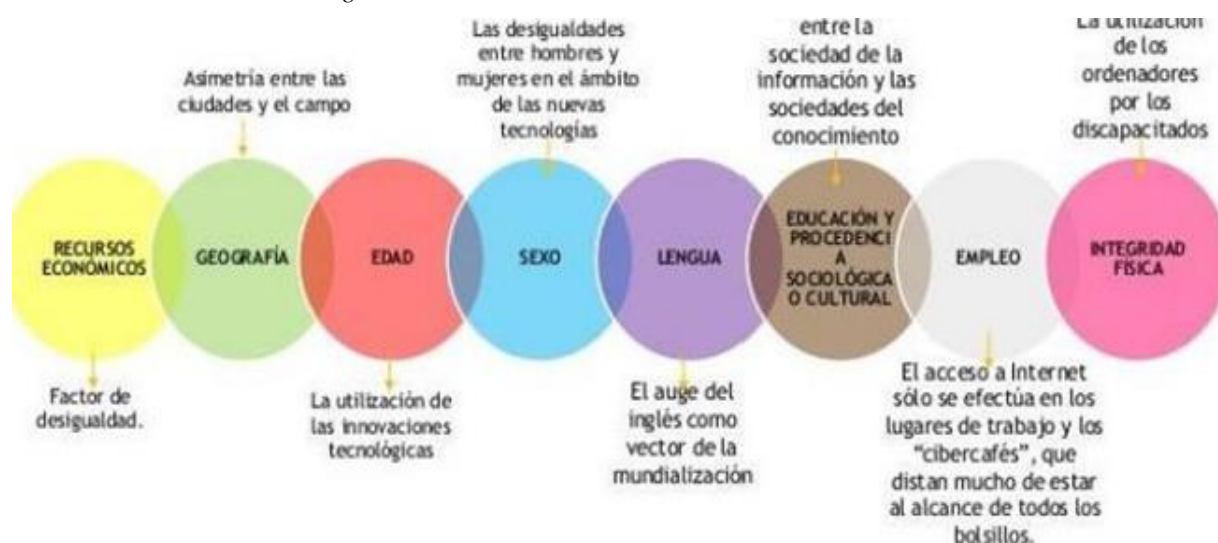 Las desigualdades
entre hombres y
mujeres en el ámbito
de las nuevas
tecnologías
entre la
sociedad de la
información y las
sociedades del
conocimiento
La utilización
de los
ordenadores
por los
discapacitados
Asimetría entre las
ciudades y el campo
RECURSOS
ECONÓMICOS
GEOGRAFÍA
EDAD
SEXO
LENGUA
EDUCACIÓN Y
PROCEDENCI
A
SOCIOLÓGICA
O CULTURAL
EMPLEO
INTEGRIDAD
FÍSICA
Factor de
desigualdad.
La utilización de
las innovaciones
tecnológicas
El auge del
inglés como
vector de la
mundialización
El acceso a Internet
sólo se efectúa en los
lugares de trabajo y los
“cibercafés”, que
distan mucho de estar
al alcance de todos los
bolsillos.